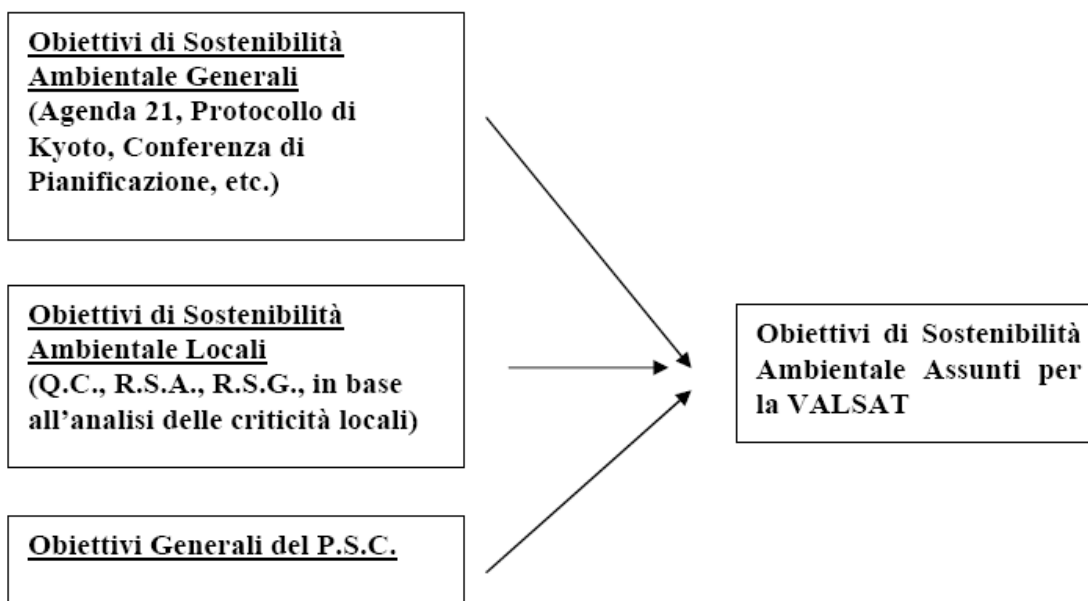 Obiettivi di Sostenibilità
Ambientale Generali
(Agenda 21, Protocollo di
Kyoto, Conferenza di
Pianificazione, etc.)
Obiettivi di Sostenibilità
Ambientale Locali
(Q.C., R.S.A., R.S.G., in base
all’analisi delle criticità locali)
Obiettivi Generali del P.S.C.
Obiettivi di Sostenibilità
Ambientale Assunti per
la VALSAT